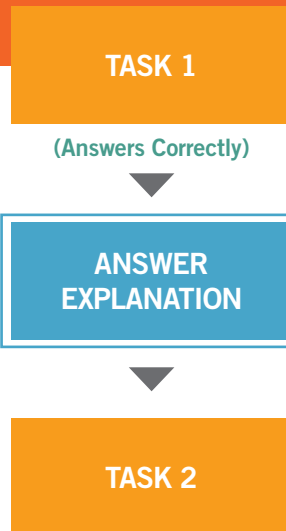 TASK 1
(Answers Correctly)
ANSWER
EXPLANATION
TASK 2